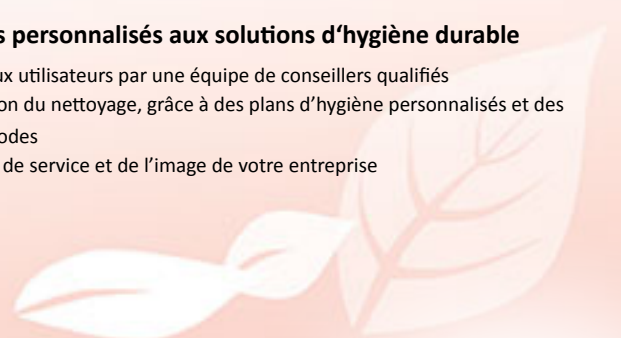 s personnalisés aux solutions d‘hygiène durable
ux utilisateurs par une équipe de conseillers qualifiés
on du nettoyage, grâce à des plans d’hygiène personnalisés et des
odes
de service et de l’image de votre entreprise